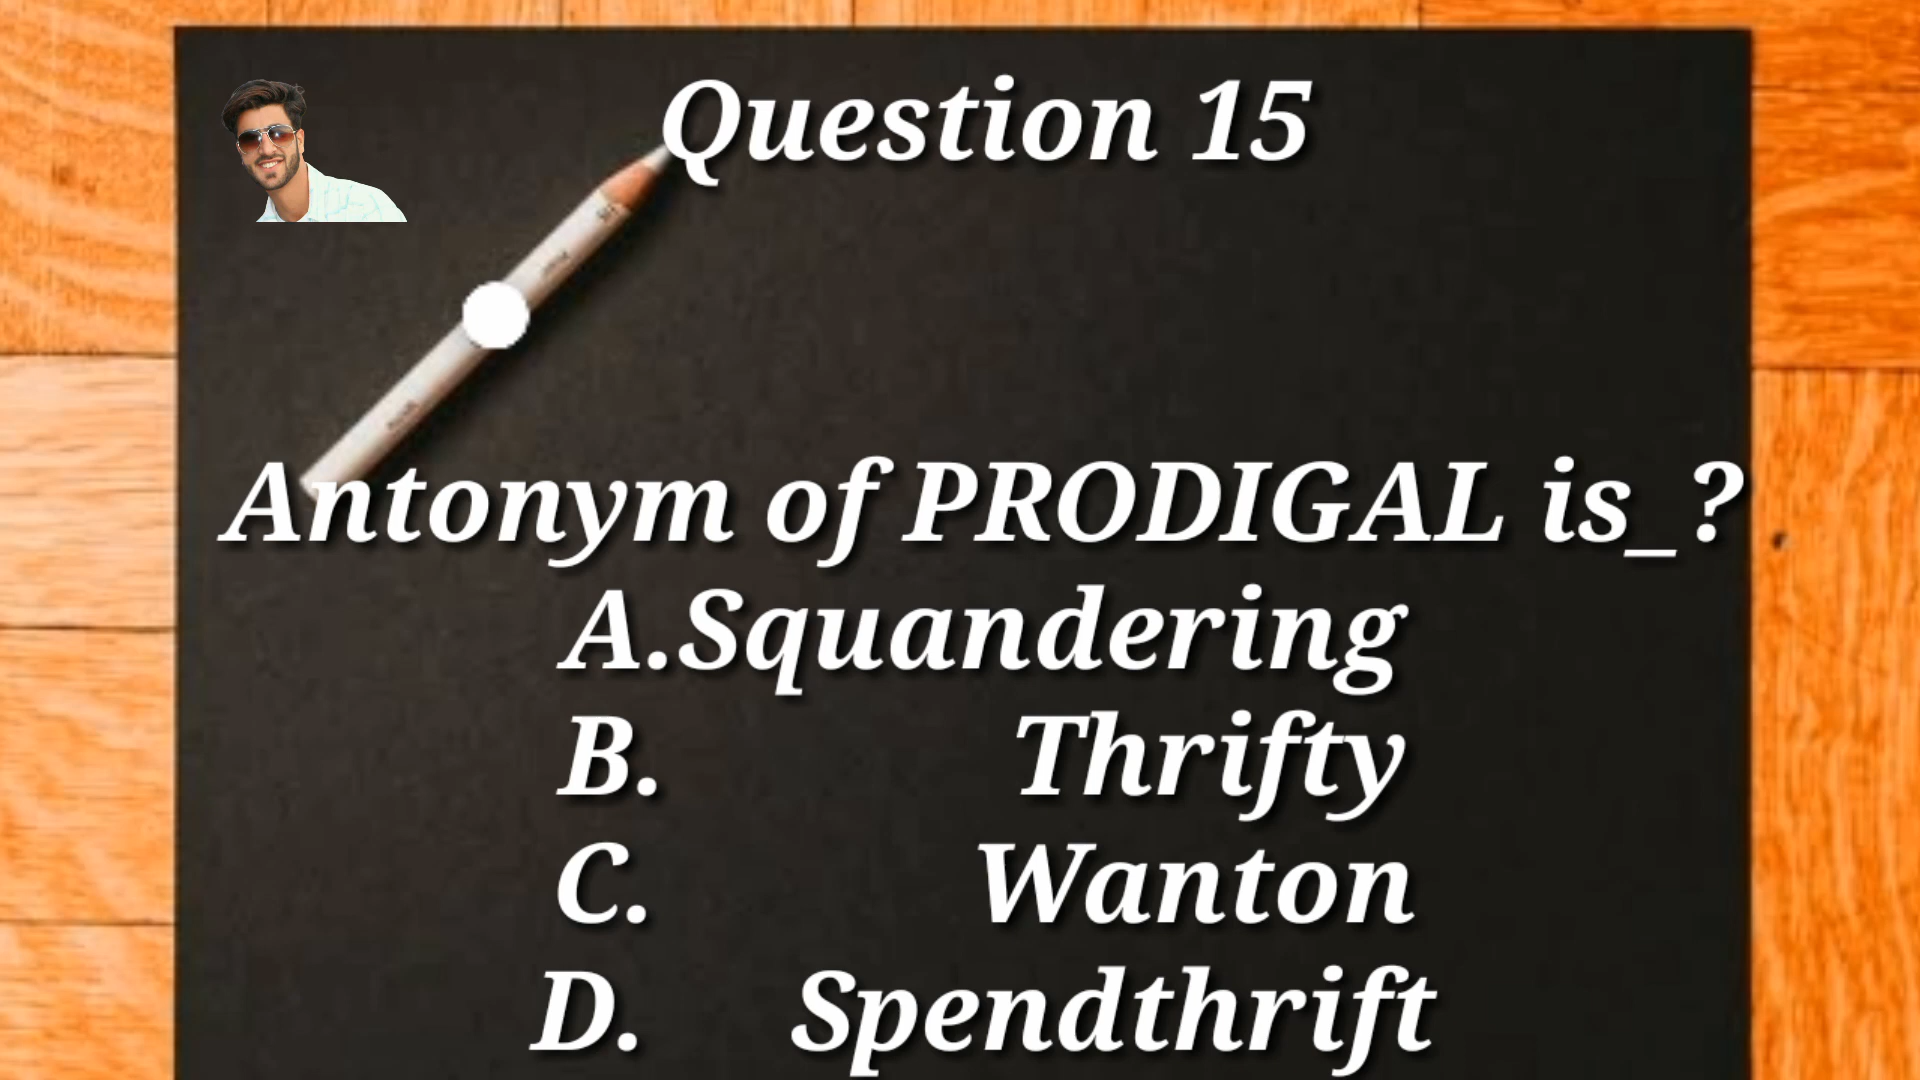 Question 15
Antonym of PRODIGAL is_?
A.Squandering
B. Thrifty
C. Wanton
D. Spendthrift